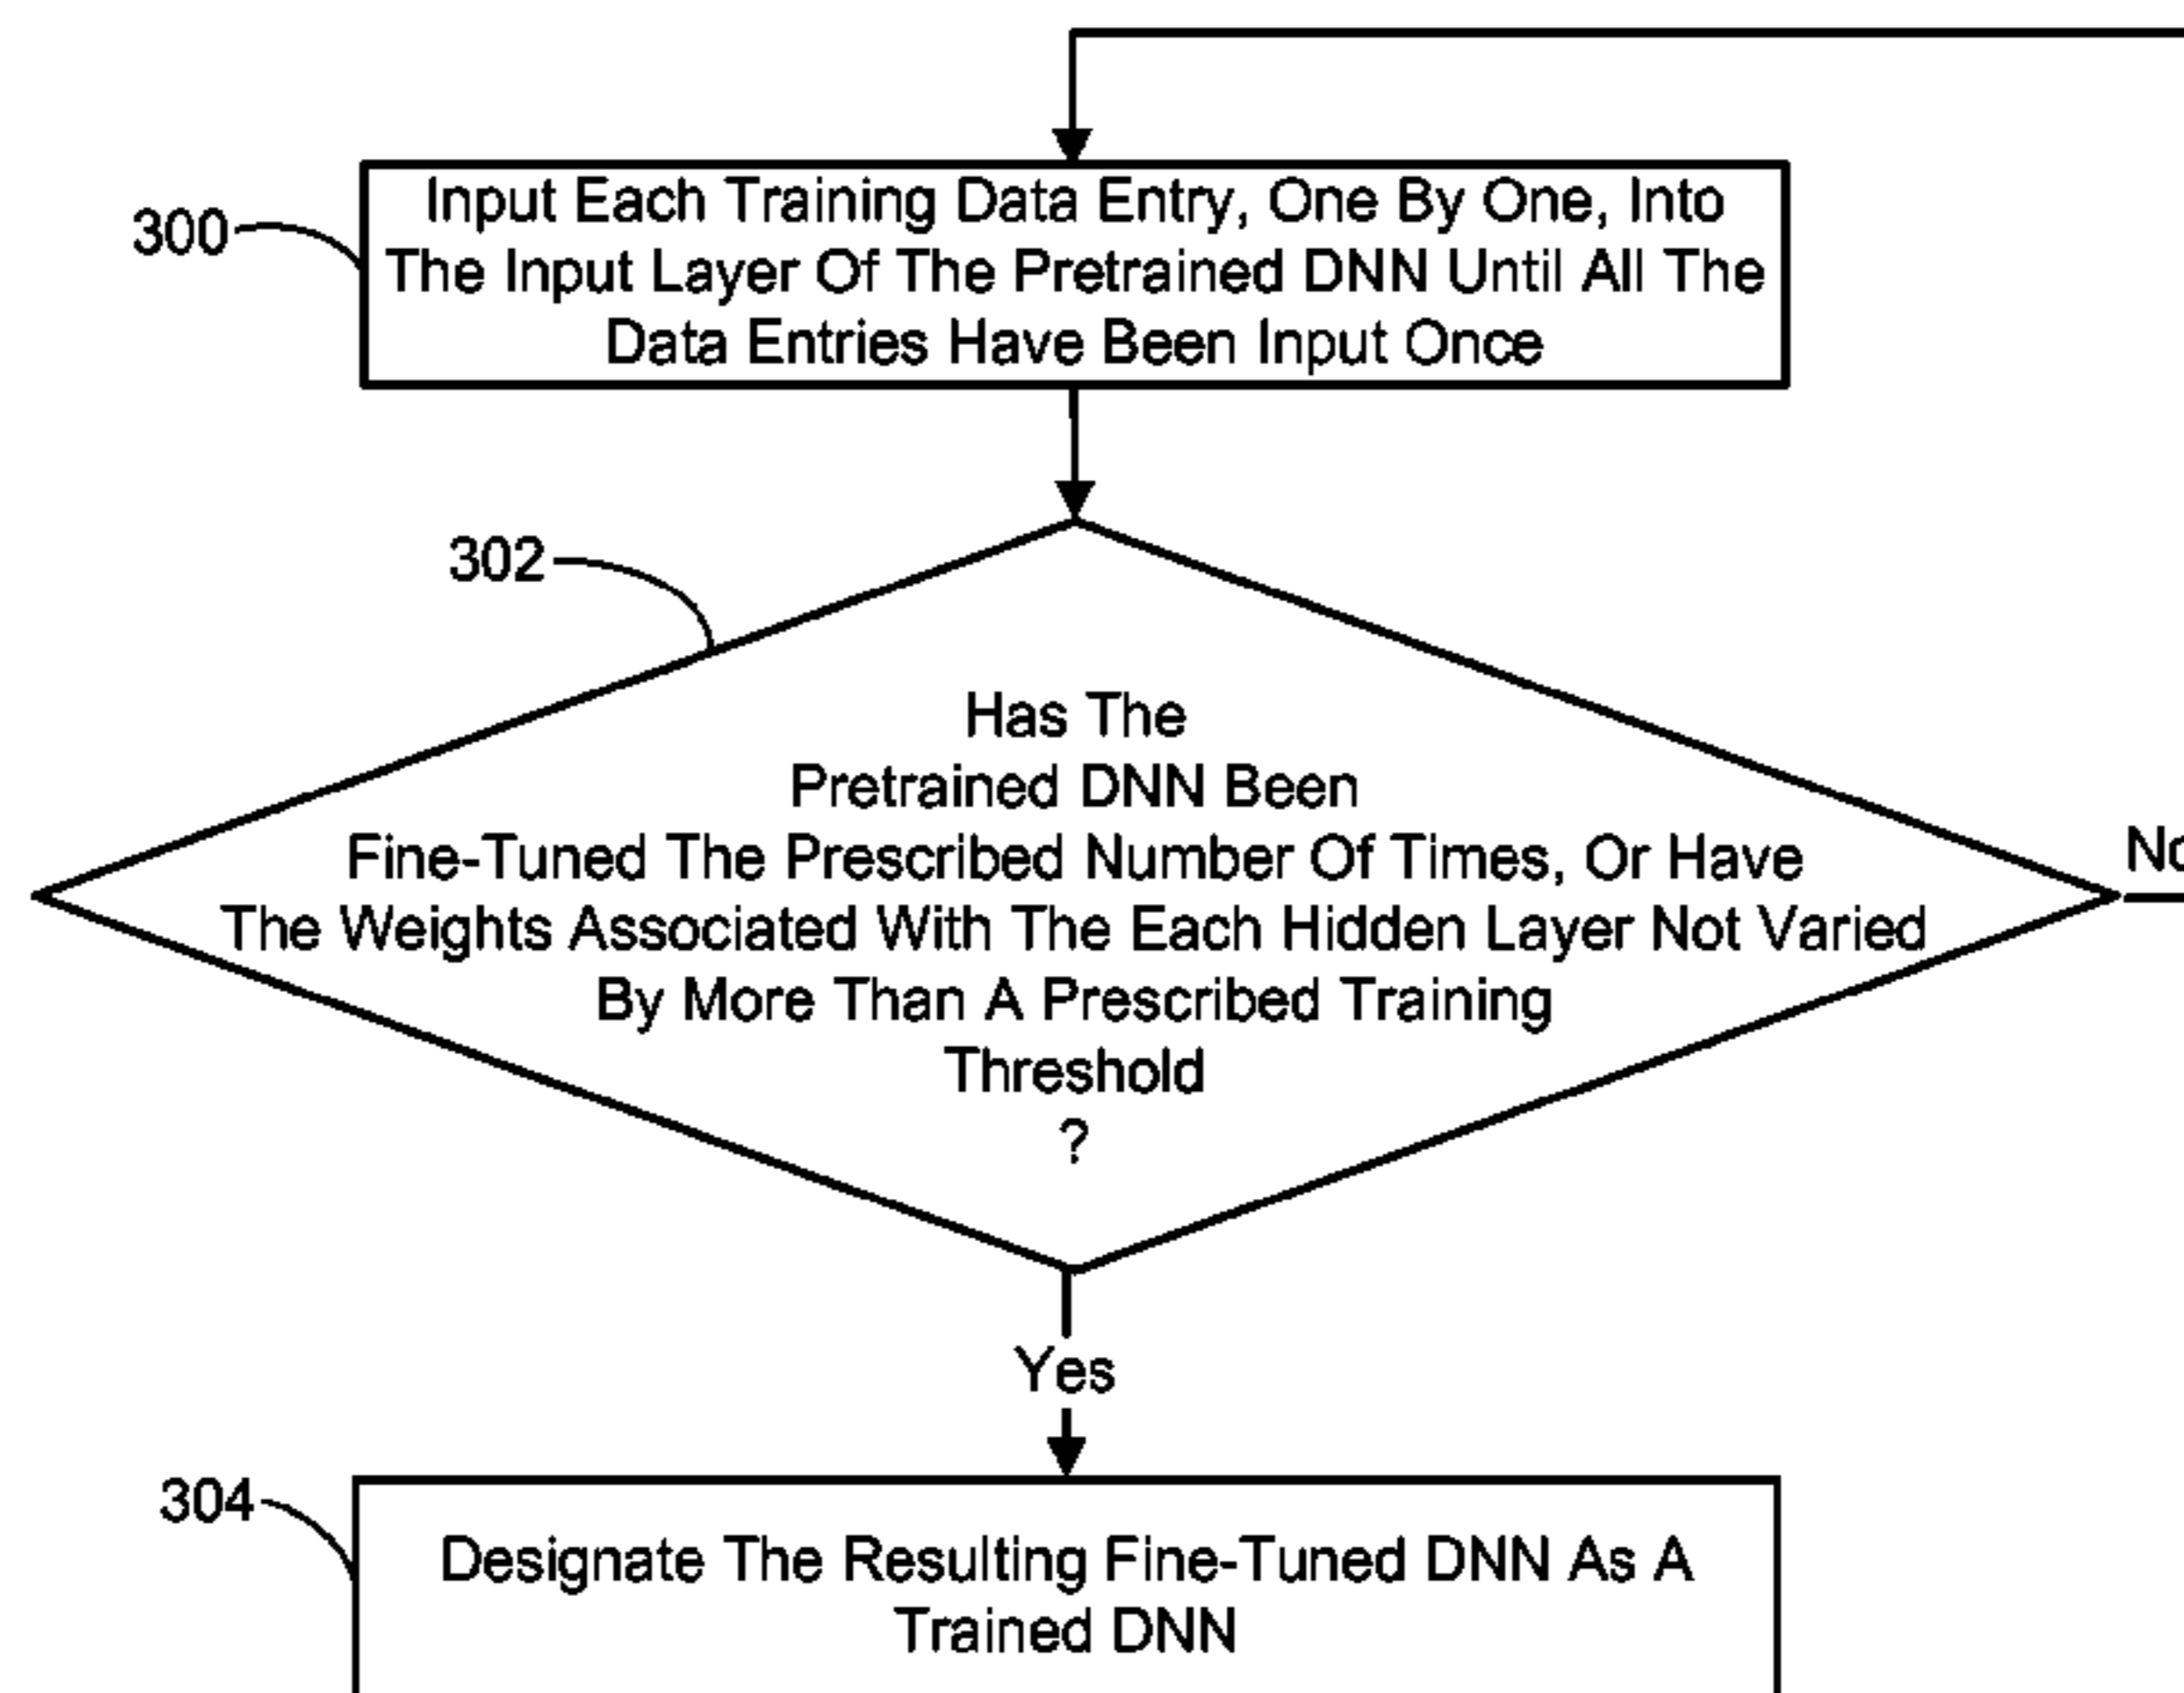 300
Input Each Training Data Entry, One By One, Into
The Input Layer Of The Pretrained DNN Until All The
Data Entries Have Been Input Once
302
Has The
Pretrained DNN Been
Fine-Tuned The Prescribed Number Of Times, Or Have
The Weights Associated With The Each Hidden Layer Not Varied
By More Than A Prescribed Training
Threshold
?
No
Yes
304
Designate The Resulting Fine-Tuned DNN As A
Trained DNN